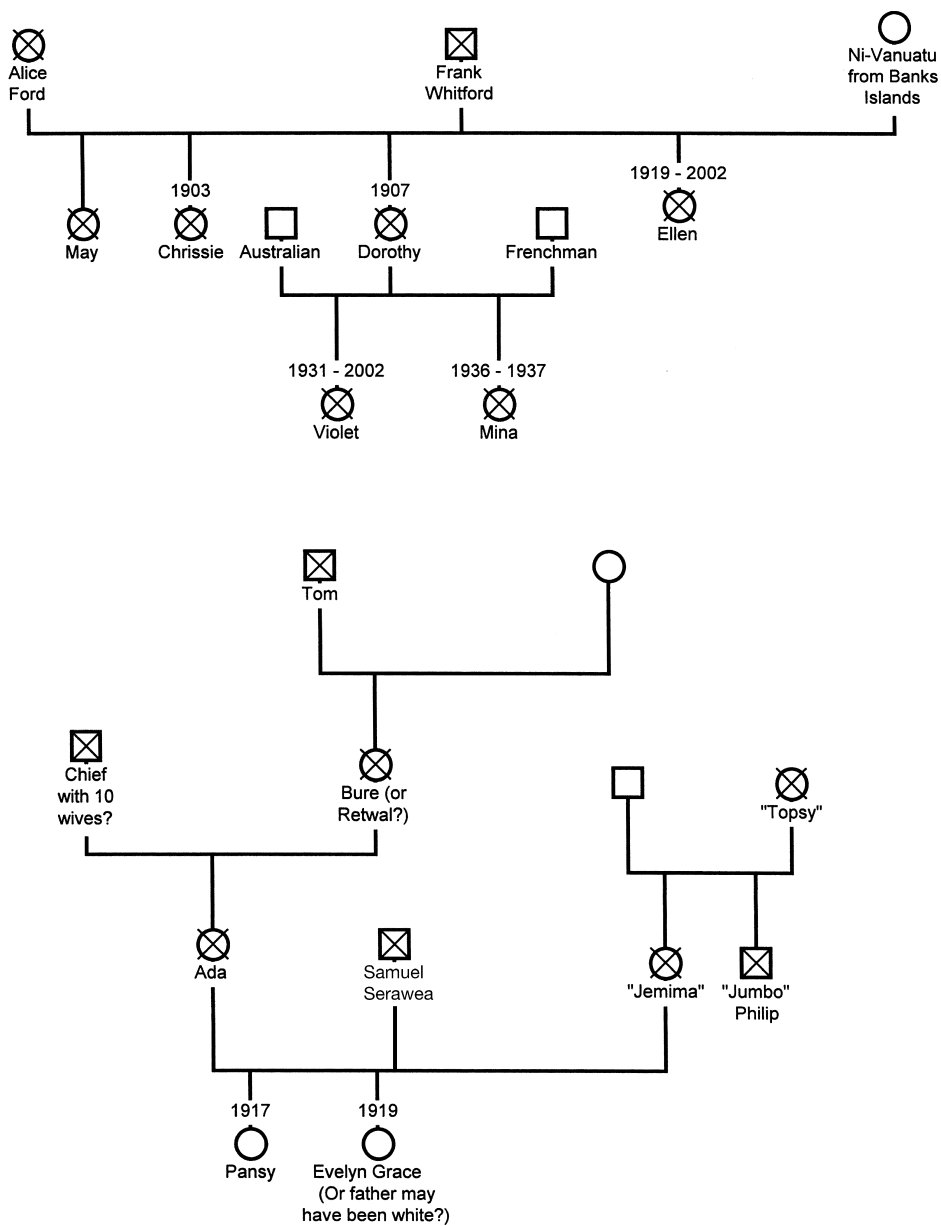 Alice
Ford
Frank
Whitford
Ni-Vanuatu
from Banks
Islands
1903
1907
1919 - 2002
May
Chrissie
Australian
Dorothy
Frenchman
Ellen
1931 - 2002
1936 - 1937
Violet
Mina
Tom
Chief
with 10
wives?
Bure (or
Retwal?)
"Topsy"
Ada
Samuel
Serawea
"Jemima"
"Jumbo"
Philip
1917
1919
Pansy
Evelyn Grace
(Or father may
have been white?)